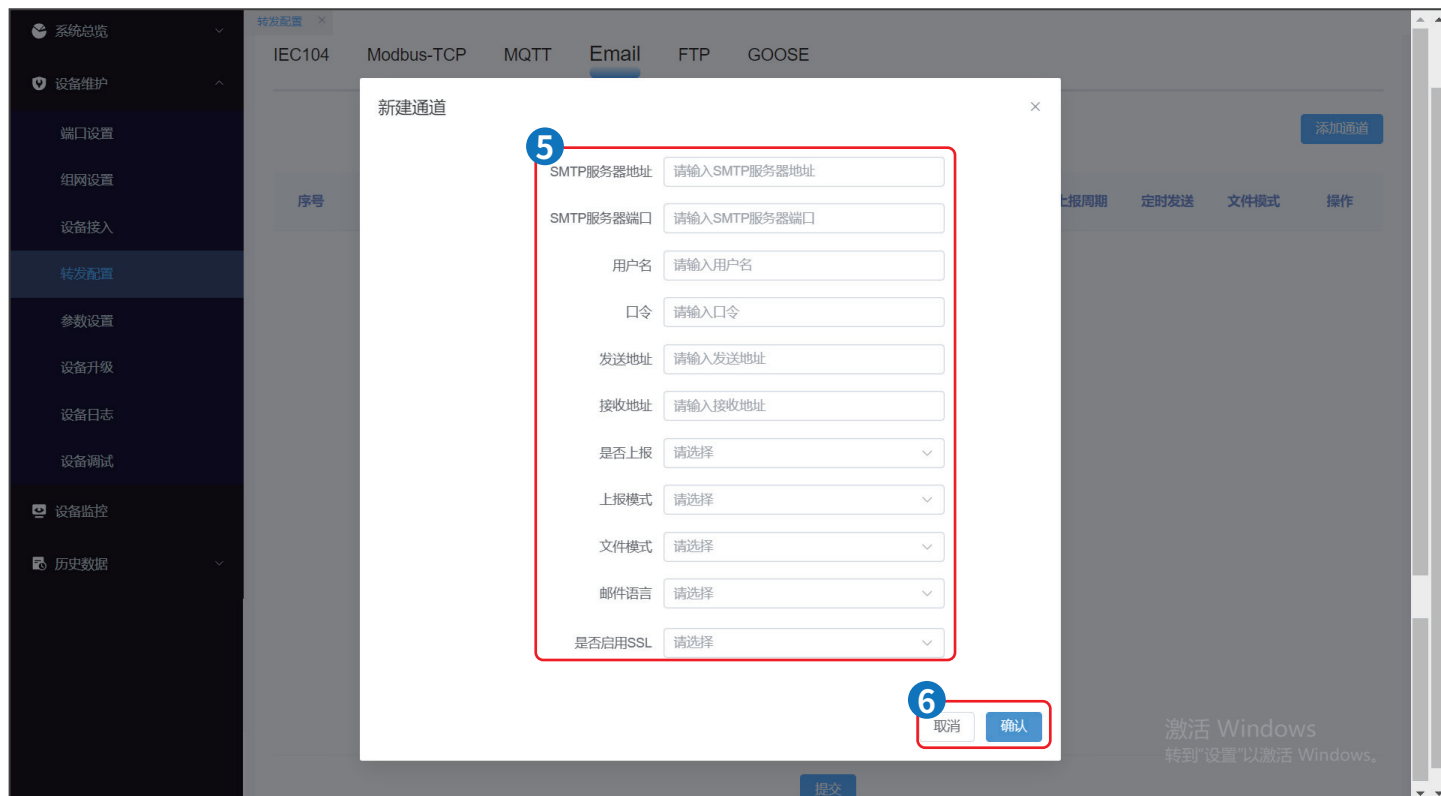 系统总览
设备维护
端口设置
组网设置
设备接入
转发配置
参数设置
设备升级
设备日志
设备调试
设备监控
历史数据
转发配置 ×
IEC104 Modbus-TCP MQTT Email FTP GOOSE
添加通道
序号 上报周期 定时发送 文件模式 操作
新建通道 ×
5
SMTP服务器地址 请输入SMTP服务器地址
SMTP服务器端口 请输入SMTP服务器端口
用户名 请输入用户名
口令 请输入口令
发送地址 请输入发送地址
接收地址 请输入接收地址
是否上报 请选择
上报模式 请选择
文件模式 请选择
邮件语言 请选择
是否启用SSL 请选择
6
取消 确认
提交
激活 Windows
转到"设置"以激活 Windows。